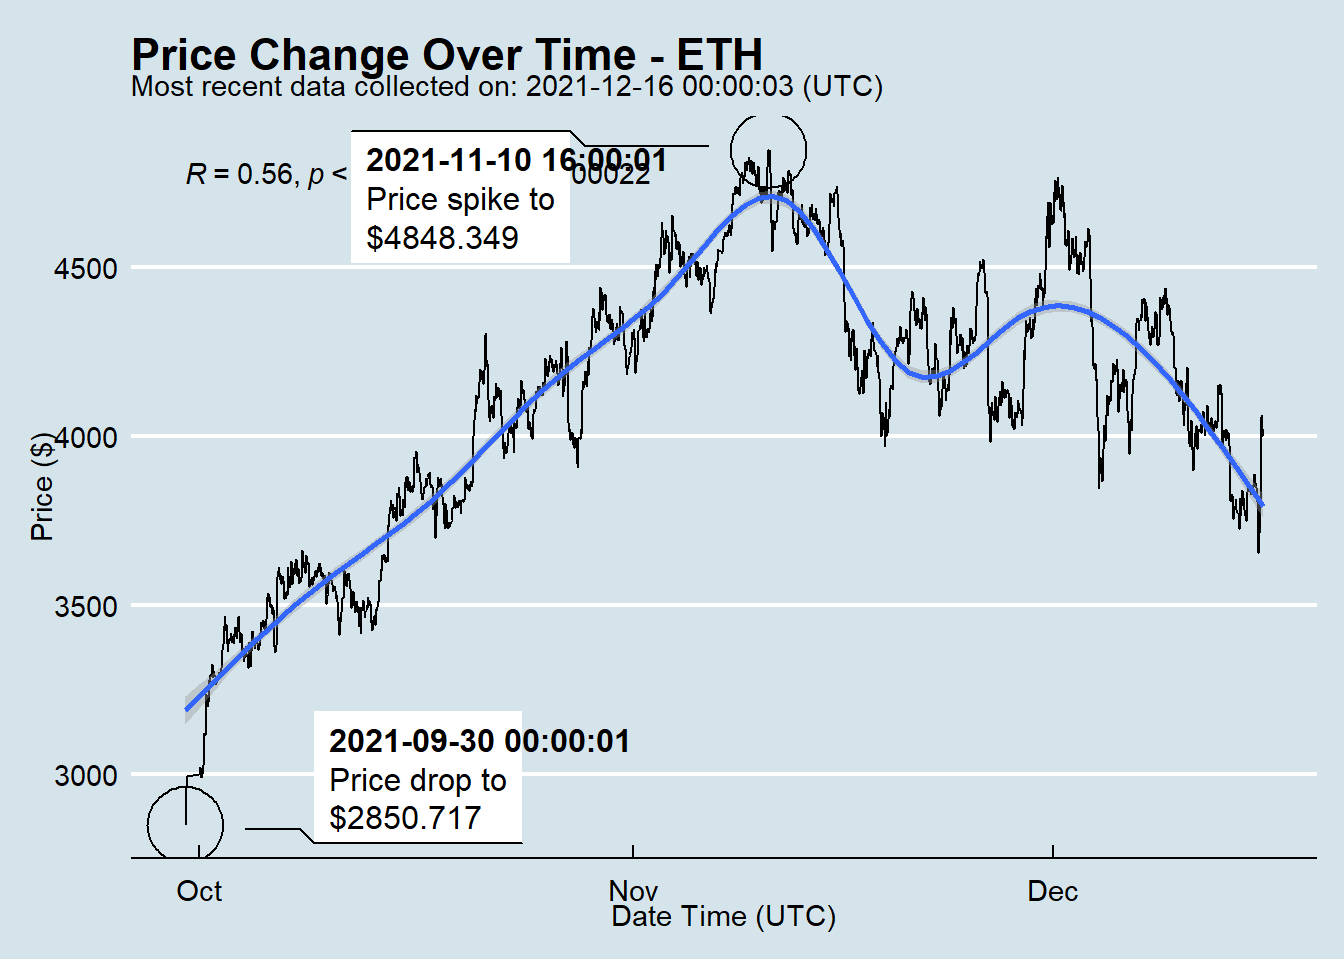 Price Change Over Time - ETH
Most recent data collected on: 2021-12-16 00:00:03 (UTC)
R = 0.56, p < 00022
2021-11-10 16:00:01
Price spike to
$4848.349
4500
4000
3500
3000
Price ($)
2021-09-30 00:00:01
Price drop to
$2850.717
Oct
Nov
Dec
Date Time (UTC)